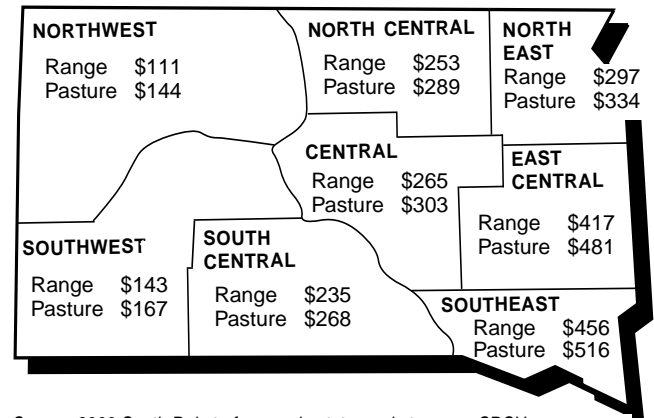 NORTHWEST
Range $111
Pasture $144
NORTH CENTRAL
Range $253
Pasture $289
NORTH
EAST
Range $297
Pasture $334
CENTRAL
Range $265
Pasture $303
EAST
CENTRAL
Range $417
Pasture $481
SOUTHWEST
Range $143
Pasture $167
SOUTH
CENTRAL
Range $235
Pasture $268
SOUTHEAST
Range $456
Pasture $516